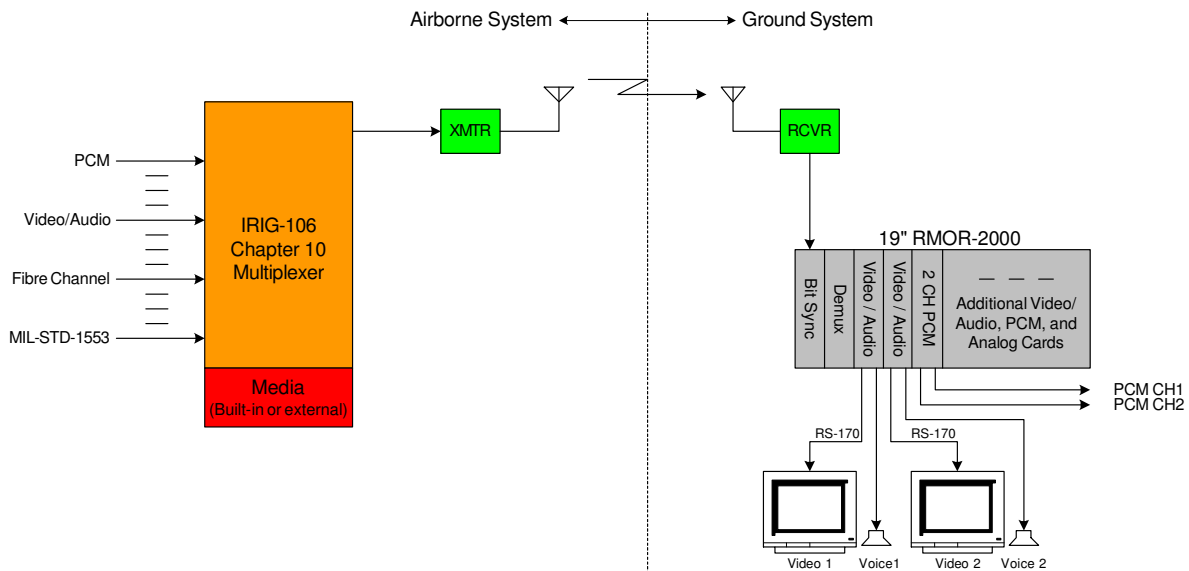 Airborne System
Ground System
XMTR
RCVR
PCM
Video/Audio
Fibre Channel
MIL-STD-1553
IRIG-106
Chapter 10
Multiplexer
Media
(Built-in or external)
19" RMOR-2000
Bit Sync
Demux
Video / Audio
Video / Audio
2 CH PCM
Additional Video/
Audio, PCM, and
Analog Cards
PCM CH1
PCM CH2
RS-170
RS-170
Video 1
Voice1
Video 2
Voice 2